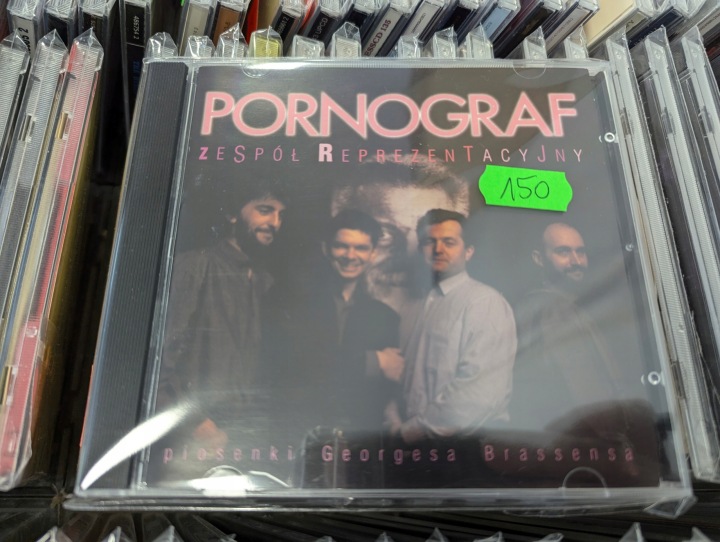 PORNOGRAF
ZESPÓŁ REPREZENTACYJNY
150
piosenki Georgesa Brassensa